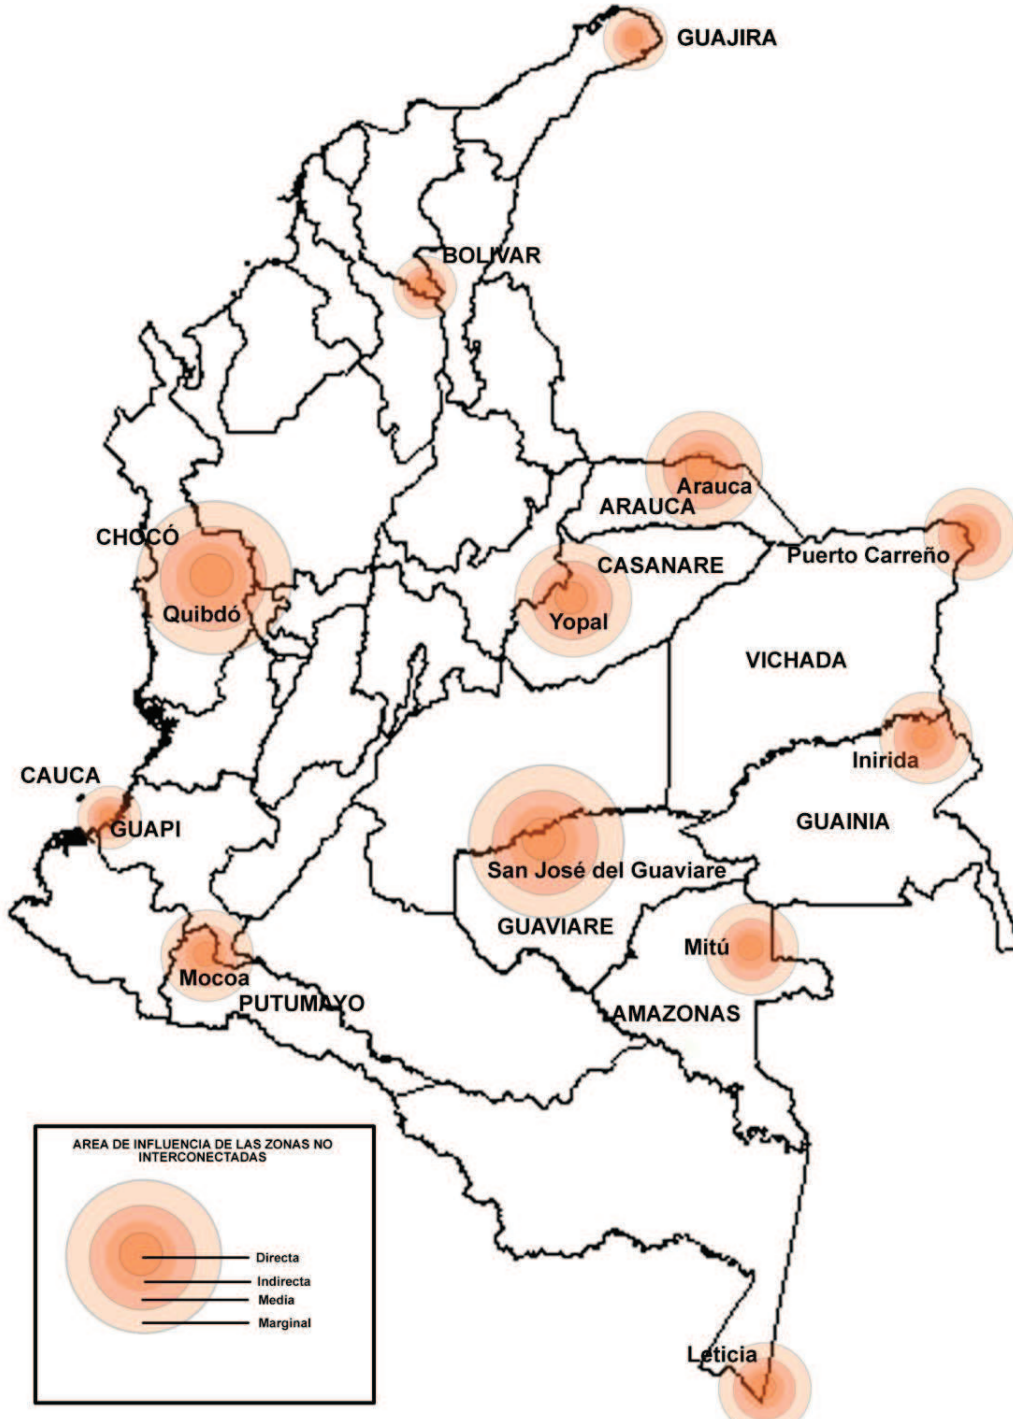 GUAJIRA
BOLIVAR
Arauca
ARAUCA
CHOCÓ
Puerto Carreño
CASANARE
Quibdó
Yopal
VICHADA
Inirida
CAUCA
GUAPI
GUAINIA
San José del Guaviare
GUAVIARE
Mitú
Mocoa
PUTUMAYO
AMAZONAS
AREA DE INFLUENCIA DE LAS ZONAS NO
INTERCONECTADAS
Directa
Indirecta
Media
Marginal
Leticia